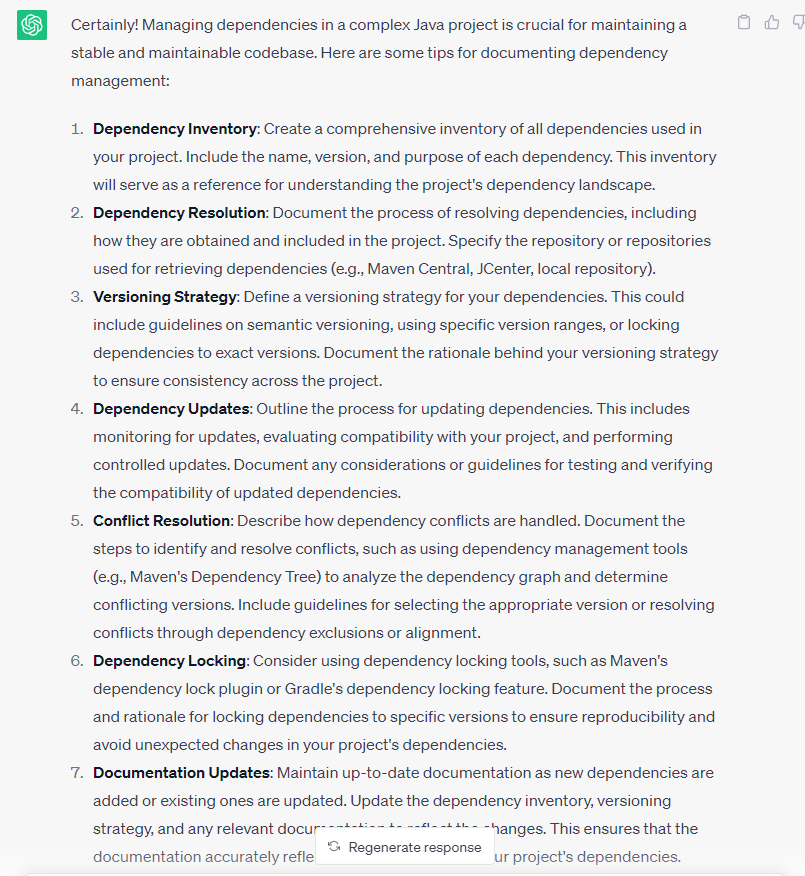 Certainly! Managing dependencies in a complex Java project is crucial for maintaining a
stable and maintainable codebase. Here are some tips for documenting dependency
management:
1. Dependency Inventory: Create a comprehensive inventory of all dependencies used in
your project. Include the name, version, and purpose of each dependency. This inventory
will serve as a reference for understanding the project's dependency landscape.
2. Dependency Resolution: Document the process of resolving dependencies, including
how they are obtained and included in the project. Specify the repository or repositories
used for retrieving dependencies (e.g., Maven Central, JCenter, local repository).
3. Versioning Strategy: Define a versioning strategy for your dependencies. This could
include guidelines on semantic versioning, using specific version ranges, or locking
dependencies to exact versions. Document the rationale behind your versioning strategy
to ensure consistency across the project.
4. Dependency Updates: Outline the process for updating dependencies. This includes
monitoring for updates, evaluating compatibility with your project, and performing
controlled updates. Document any considerations or guidelines for testing and verifying
the compatibility of updated dependencies.
5. Conflict Resolution: Describe how dependency conflicts are handled. Document the
steps to identify and resolve conflicts, such as using dependency management tools
(e.g., Maven's Dependency Tree) to analyze the dependency graph and determine
conflicting versions. Include guidelines for selecting the appropriate version or resolving
conflicts through dependency exclusions or alignment.
6. Dependency Locking: Consider using dependency locking tools, such as Maven's
dependency lock plugin or Gradle's dependency locking feature. Document the process
and rationale for locking dependencies to specific versions to ensure reproducibility and
avoid unexpected changes in your project's dependencies.
7. Documentation Updates: Maintain up-to-date documentation as new dependencies are
added or existing ones are updated. Update the dependency inventory, versioning
strategy, and any relevant documentation to reflect the changes. This ensures that the
documentation accurately project's dependencies.
Regenerate response